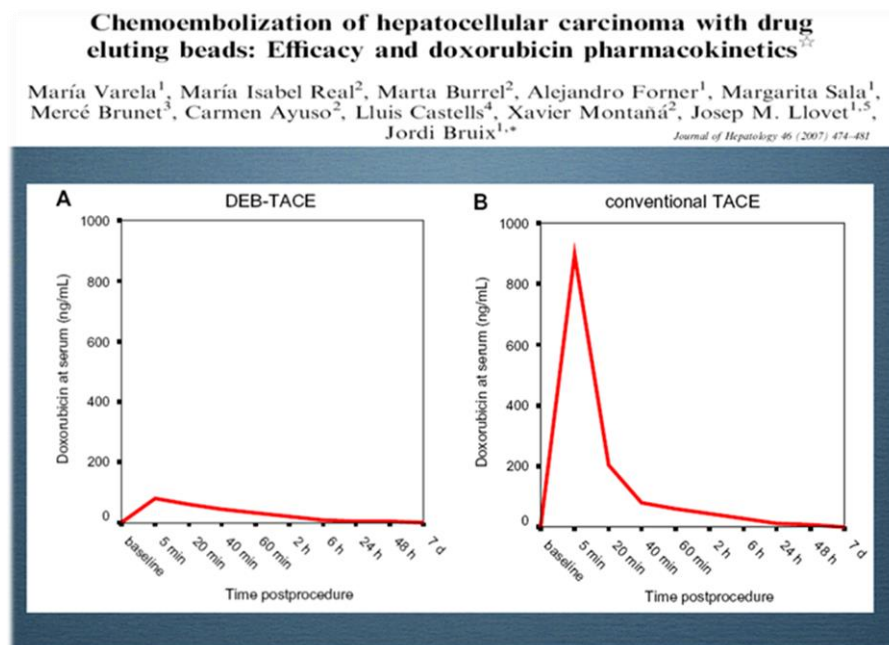 Chemoembolization of hepatocellular carcinoma with drug
eluting beads: Efficacy and doxorubicin pharmacokinetics☆
María Varela1, María Isabel Real2, Marta Burrel2, Alejandro Forner1, Margarita Sala1,
Mercé Brunet3, Carmen Ayuso2, Lluis Castells4, Xavier Montañá2, Josep M. Llovet1,5,
Jordi Bruix1,*
Journal of Hepatology 46 (2007) 474–481
A
DEB-TACE
1000
800
600
400
200
0
Doxorubicin at serum (ng/mL)
baseline
5 min
20 min
40 min
60 min
2 h
6 h
24 h
48 h
7 d
Time postprocedure
B
conventional TACE
1000
800
600
400
200
0
Doxorubicin at serum (ng/mL)
baseline
5 min
20 min
40 min
60 min
2 h
6 h
24 h
48 h
7 d
Time postprocedure